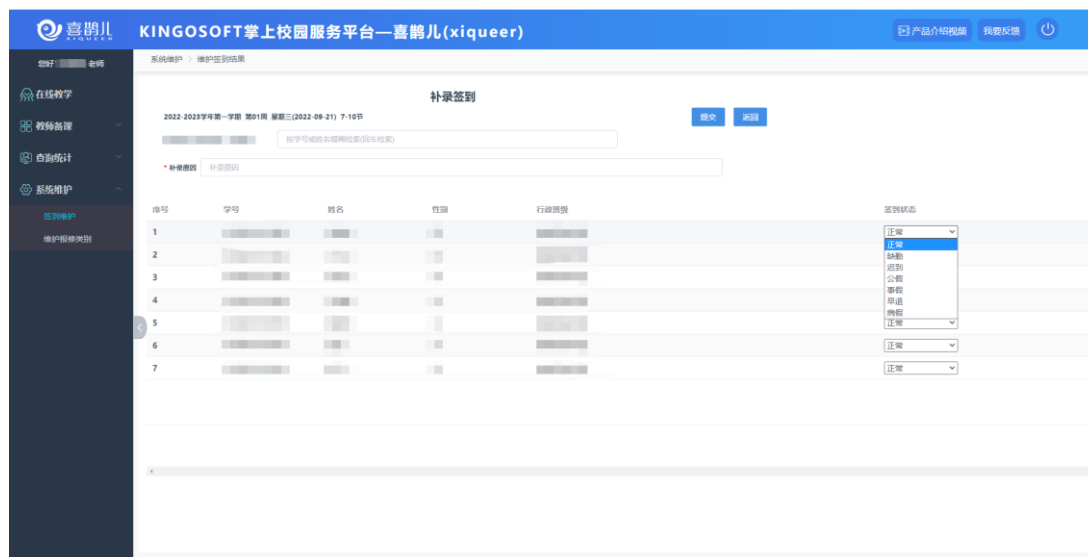 喜鹊儿
XIQUEER
KINGOSOFT掌上校园服务平台—喜鹊儿(xiqueer)
产品介绍视频
我要反馈
您好 老师
系统维护 > 维护签到结果
在线教学
教师备课
查询统计
系统维护
签到维护
维护报修类别
补录签到
2022-2023学年第一学期 第01周 星期三(2022-09-21) 7-10节
提交
返回
按学号或姓名模糊检索(回车检索)
* 补录原因
补录原因
序号 学号 姓名 性别 行政班级 签到状态
1 正常
正常
2 缺勤
迟到
3 公假
事假
4 早退
病假
5 正常
6 正常
7 正常